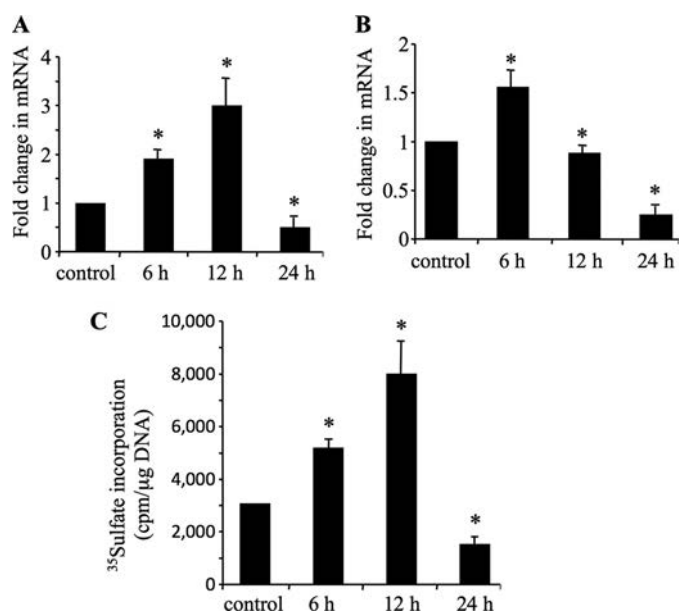 A
Fold change in mRNA
4
3
2
1
0
*
*
*
control 6 h 12 h 24 h
B
Fold change in mRNA
2
1.5
1
0.5
0
*
*
*
control 6 h 12 h 24 h
C
³⁵Sulfate incorporation
(cpm/µg DNA)
10,000
8,000
6,000
4,000
2,000
0
*
*
*
control 6 h 12 h 24 h